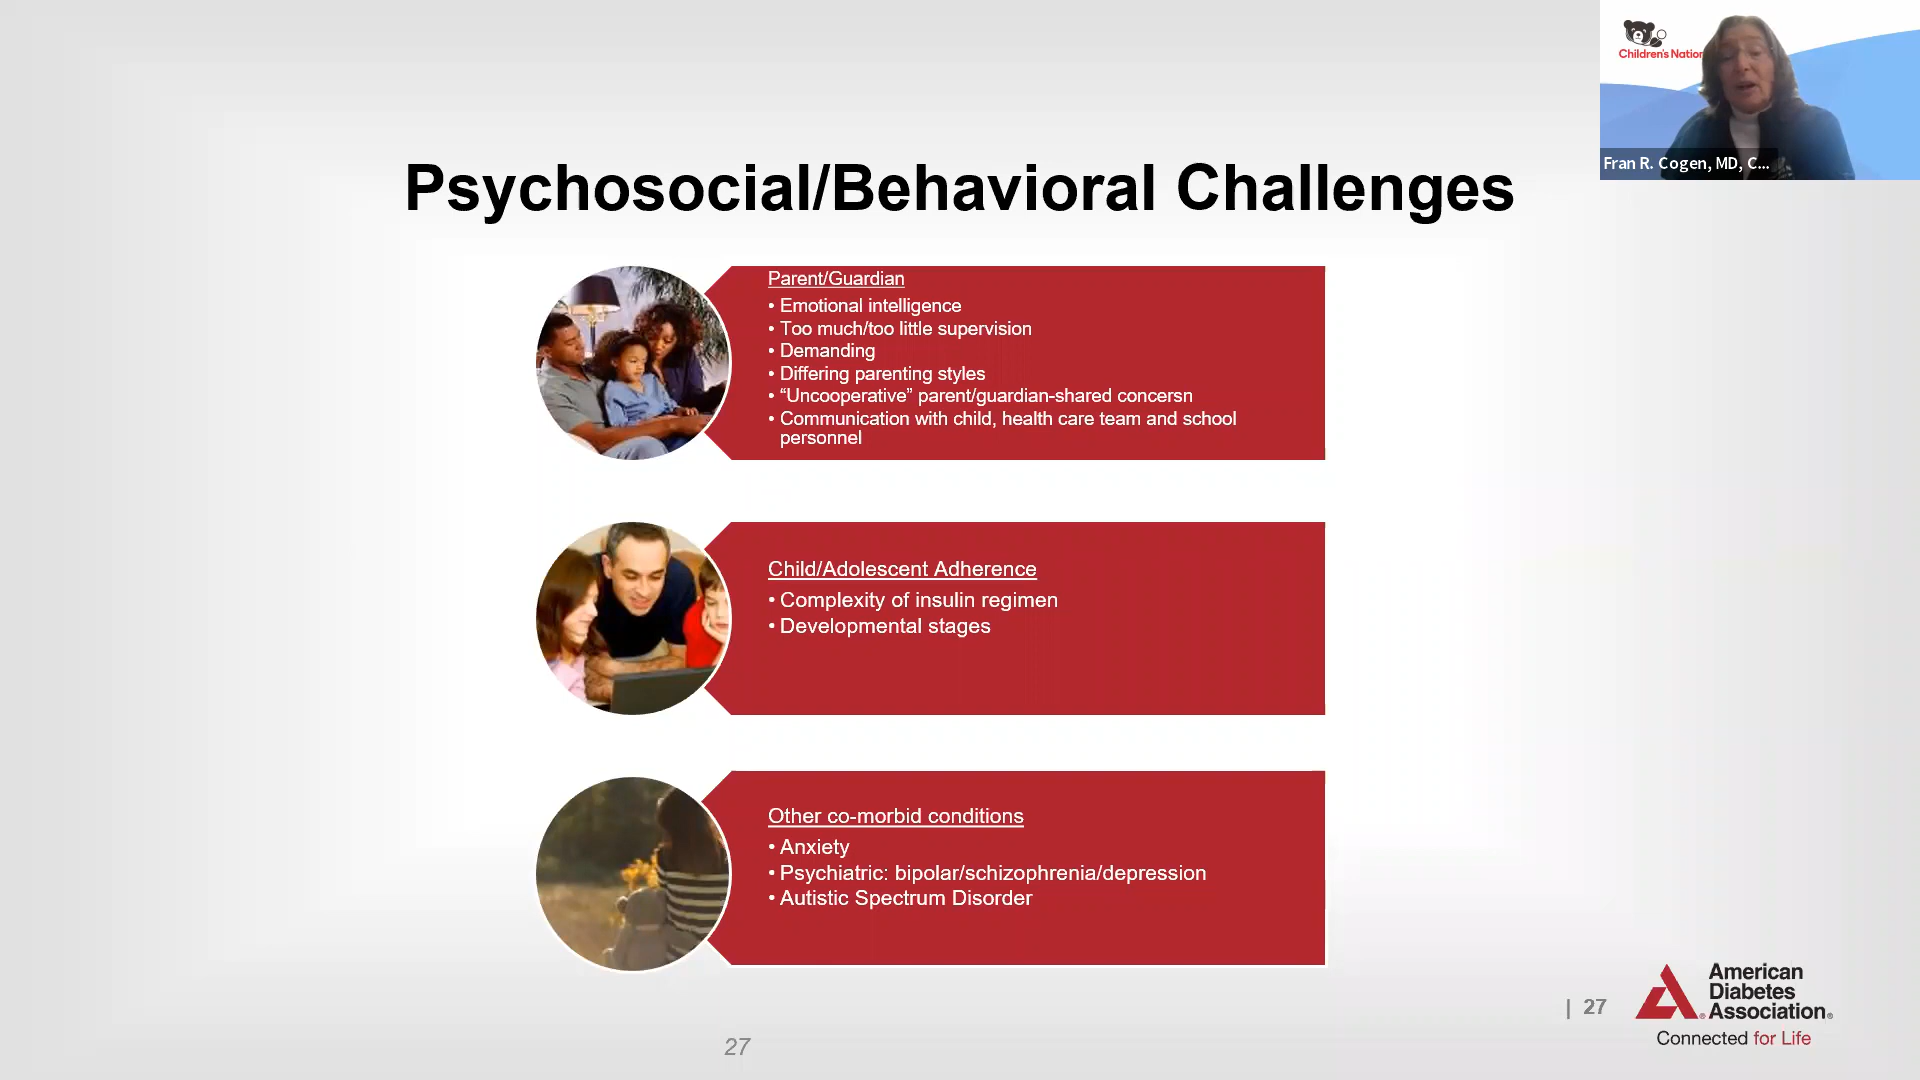 Children's Nation
Fran R. Cogen, MD, C...
Psychosocial/Behavioral Challenges
Parent/Guardian
• Emotional intelligence
• Too much/too little supervision
• Demanding
• Differing parenting styles
• “Uncooperative” parent/guardian-shared concersn
• Communication with child, health care team and school
personnel
Child/Adolescent Adherence
• Complexity of insulin regimen
• Developmental stages
Other co-morbid conditions
• Anxiety
• Psychiatric: bipolar/schizophrenia/depression
• Autistic Spectrum Disorder
| 27
American
Diabetes
Association®
Connected for Life
27